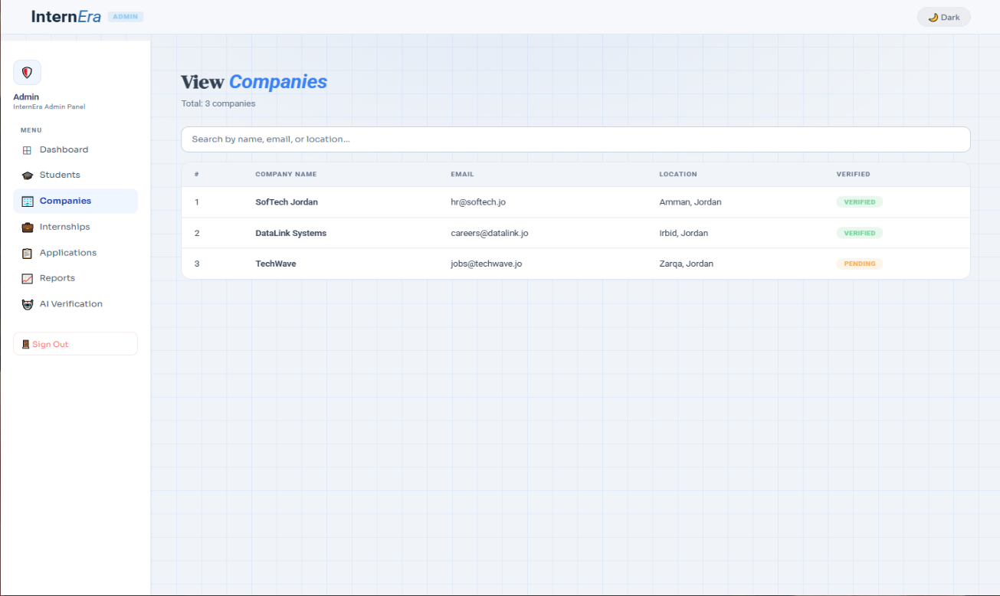 InternEra ADMIN
Dark
Admin
InternEra Admin Panel
MENU
Dashboard
Students
Companies
Internships
Applications
Reports
AI Verification
Sign Out
View Companies
Total: 3 companies
Search by name, email, or location...
# COMPANY NAME EMAIL LOCATION VERIFIED
1 SofTech Jordan hr@softech.jo Amman, Jordan VERIFIED
2 DataLink Systems careers@datalink.jo Irbid, Jordan VERIFIED
3 TechWave jobs@techwave.jo Zarqa, Jordan PENDING